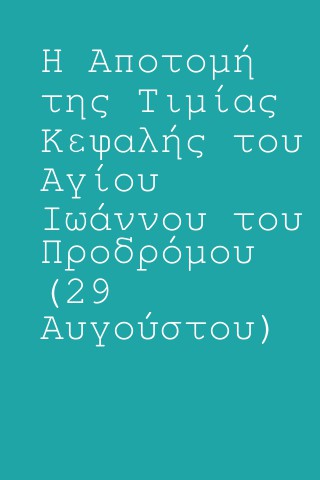 Η Αποτομή
της Τιμίας
Κεφαλής του
Αγίου
Ιωάννου του
Προδρόμου
(29
Αυγούστου)